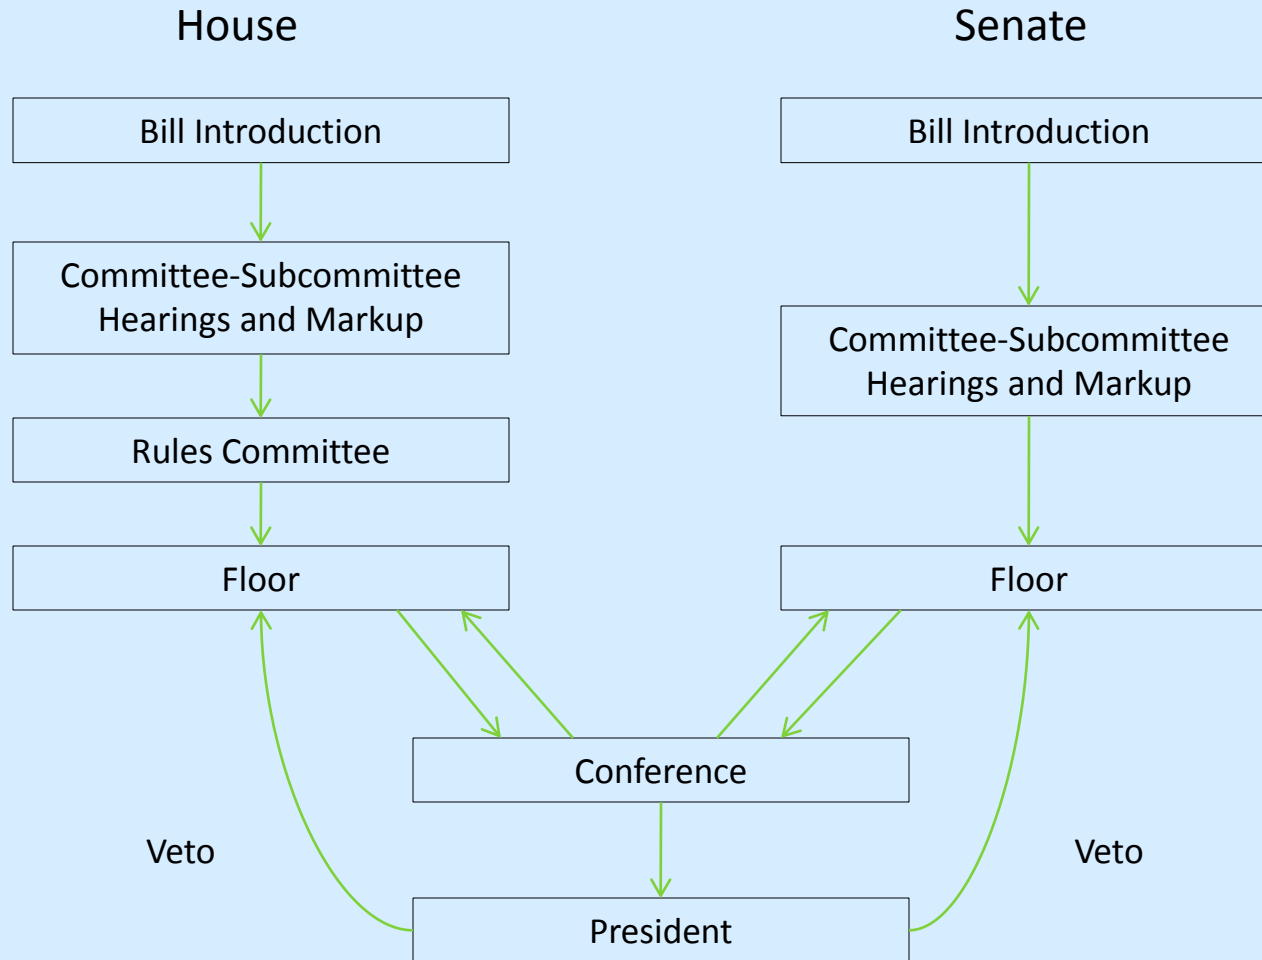 House
Senate
Bill Introduction
Bill Introduction
Committee-Subcommittee
Hearings and Markup
Committee-Subcommittee
Hearings and Markup
Rules Committee
Floor
Floor
Conference
Veto
Veto
President